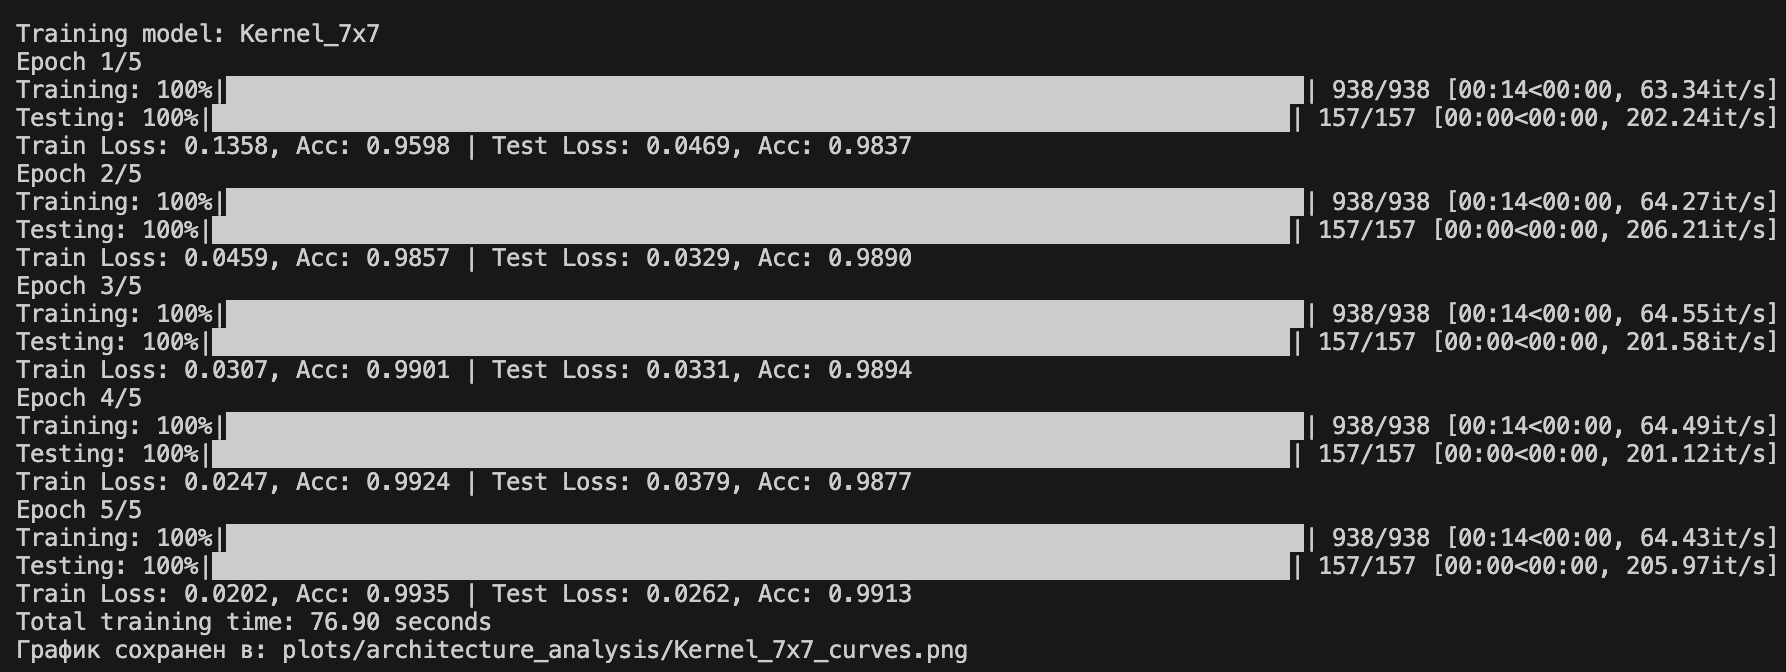 Training model: Kernel_7x7
Epoch 1/5
Training: 100%|██████████| 938/938 [00:14<00:00, 63.34it/s]
Testing: 100%|██████████| 157/157 [00:00<00:00, 202.24it/s]
Train Loss: 0.1358, Acc: 0.9598 | Test Loss: 0.0469, Acc: 0.9837
Epoch 2/5
Training: 100%|██████████| 938/938 [00:14<00:00, 64.27it/s]
Testing: 100%|██████████| 157/157 [00:00<00:00, 206.21it/s]
Train Loss: 0.0459, Acc: 0.9857 | Test Loss: 0.0329, Acc: 0.9890
Epoch 3/5
Training: 100%|██████████| 938/938 [00:14<00:00, 64.55it/s]
Testing: 100%|██████████| 157/157 [00:00<00:00, 201.58it/s]
Train Loss: 0.0307, Acc: 0.9901 | Test Loss: 0.0331, Acc: 0.9894
Epoch 4/5
Training: 100%|██████████| 938/938 [00:14<00:00, 64.49it/s]
Testing: 100%|██████████| 157/157 [00:00<00:00, 201.12it/s]
Train Loss: 0.0247, Acc: 0.9924 | Test Loss: 0.0379, Acc: 0.9877
Epoch 5/5
Training: 100%|██████████| 938/938 [00:14<00:00, 64.43it/s]
Testing: 100%|██████████| 157/157 [00:00<00:00, 205.97it/s]
Train Loss: 0.0202, Acc: 0.9935 | Test Loss: 0.0262, Acc: 0.9913
Total training time: 76.90 seconds
График сохранен в: plots/architecture_analysis/Kernel_7x7_curves.png